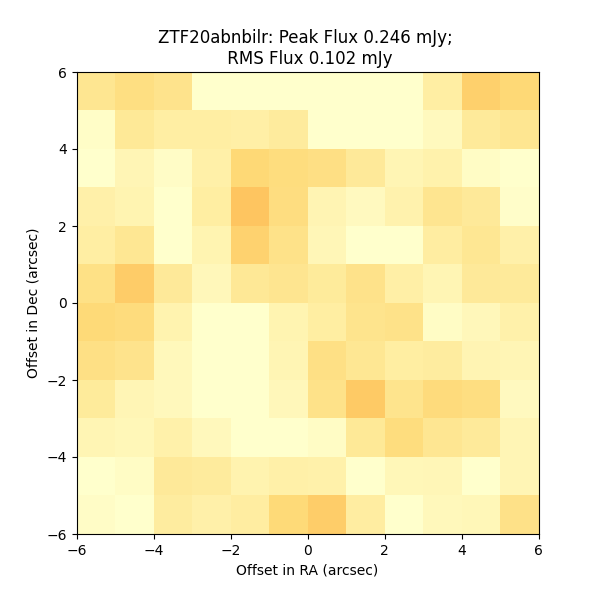 ZTF20abnbilr: Peak Flux 0.246 mJy;
RMS Flux 0.102 mJy
6
4
2
0
−2
−4
−6
Offset in Dec (arcsec)
−6 −4 −2 0 2 4 6
Offset in RA (arcsec)